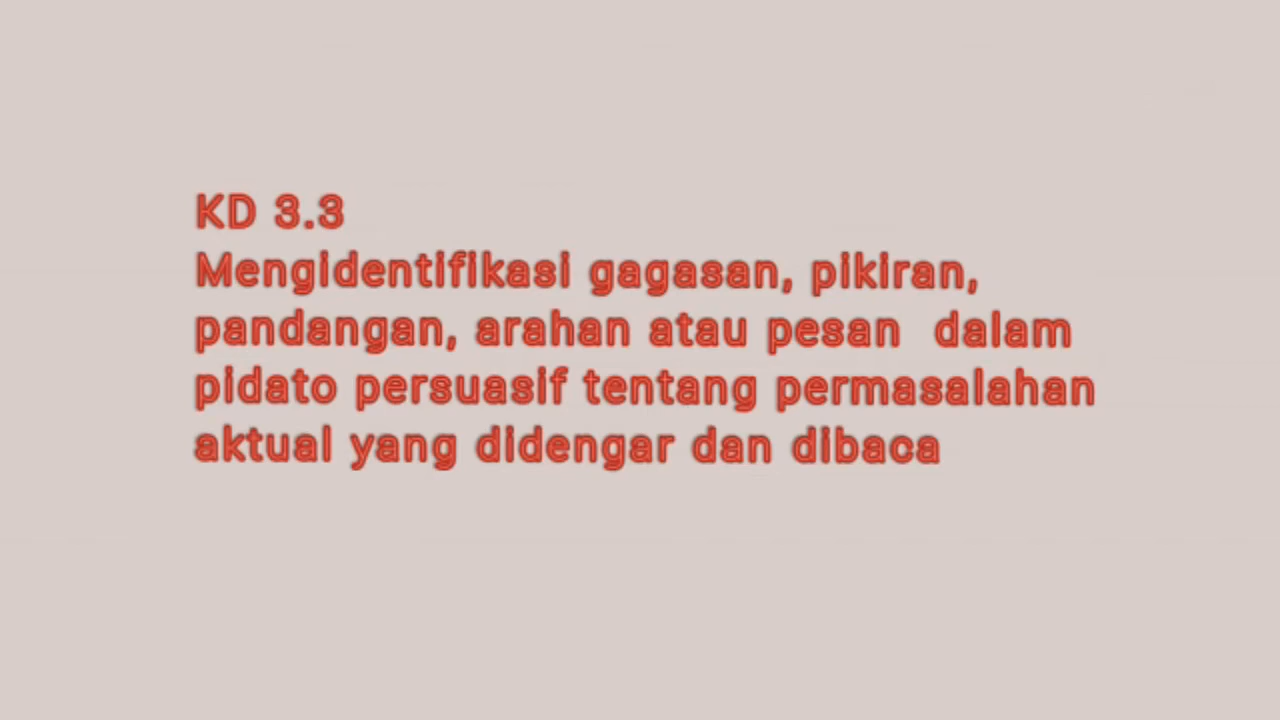 KD 3.3
Mengidentifikasi gagasan, pikiran,
pandangan, arahan atau pesan  dalam
pidato persuasif tentang permasalahan
aktual yang didengar dan dibaca